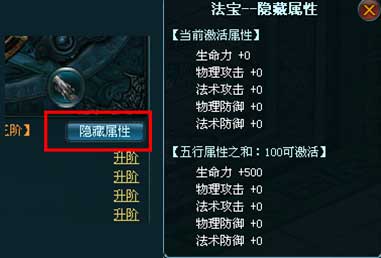 三阶】
隐藏属性
升阶
升阶
升阶
升阶
法宝--隐藏属性
【当前激活属性】
生命力 +0
物理攻击 +0
法术攻击 +0
物理防御 +0
法术防御 +0
【五行属性之和：100可激活】
生命力 +500
物理攻击 +0
法术攻击 +0
物理防御 +0
法术防御 +0